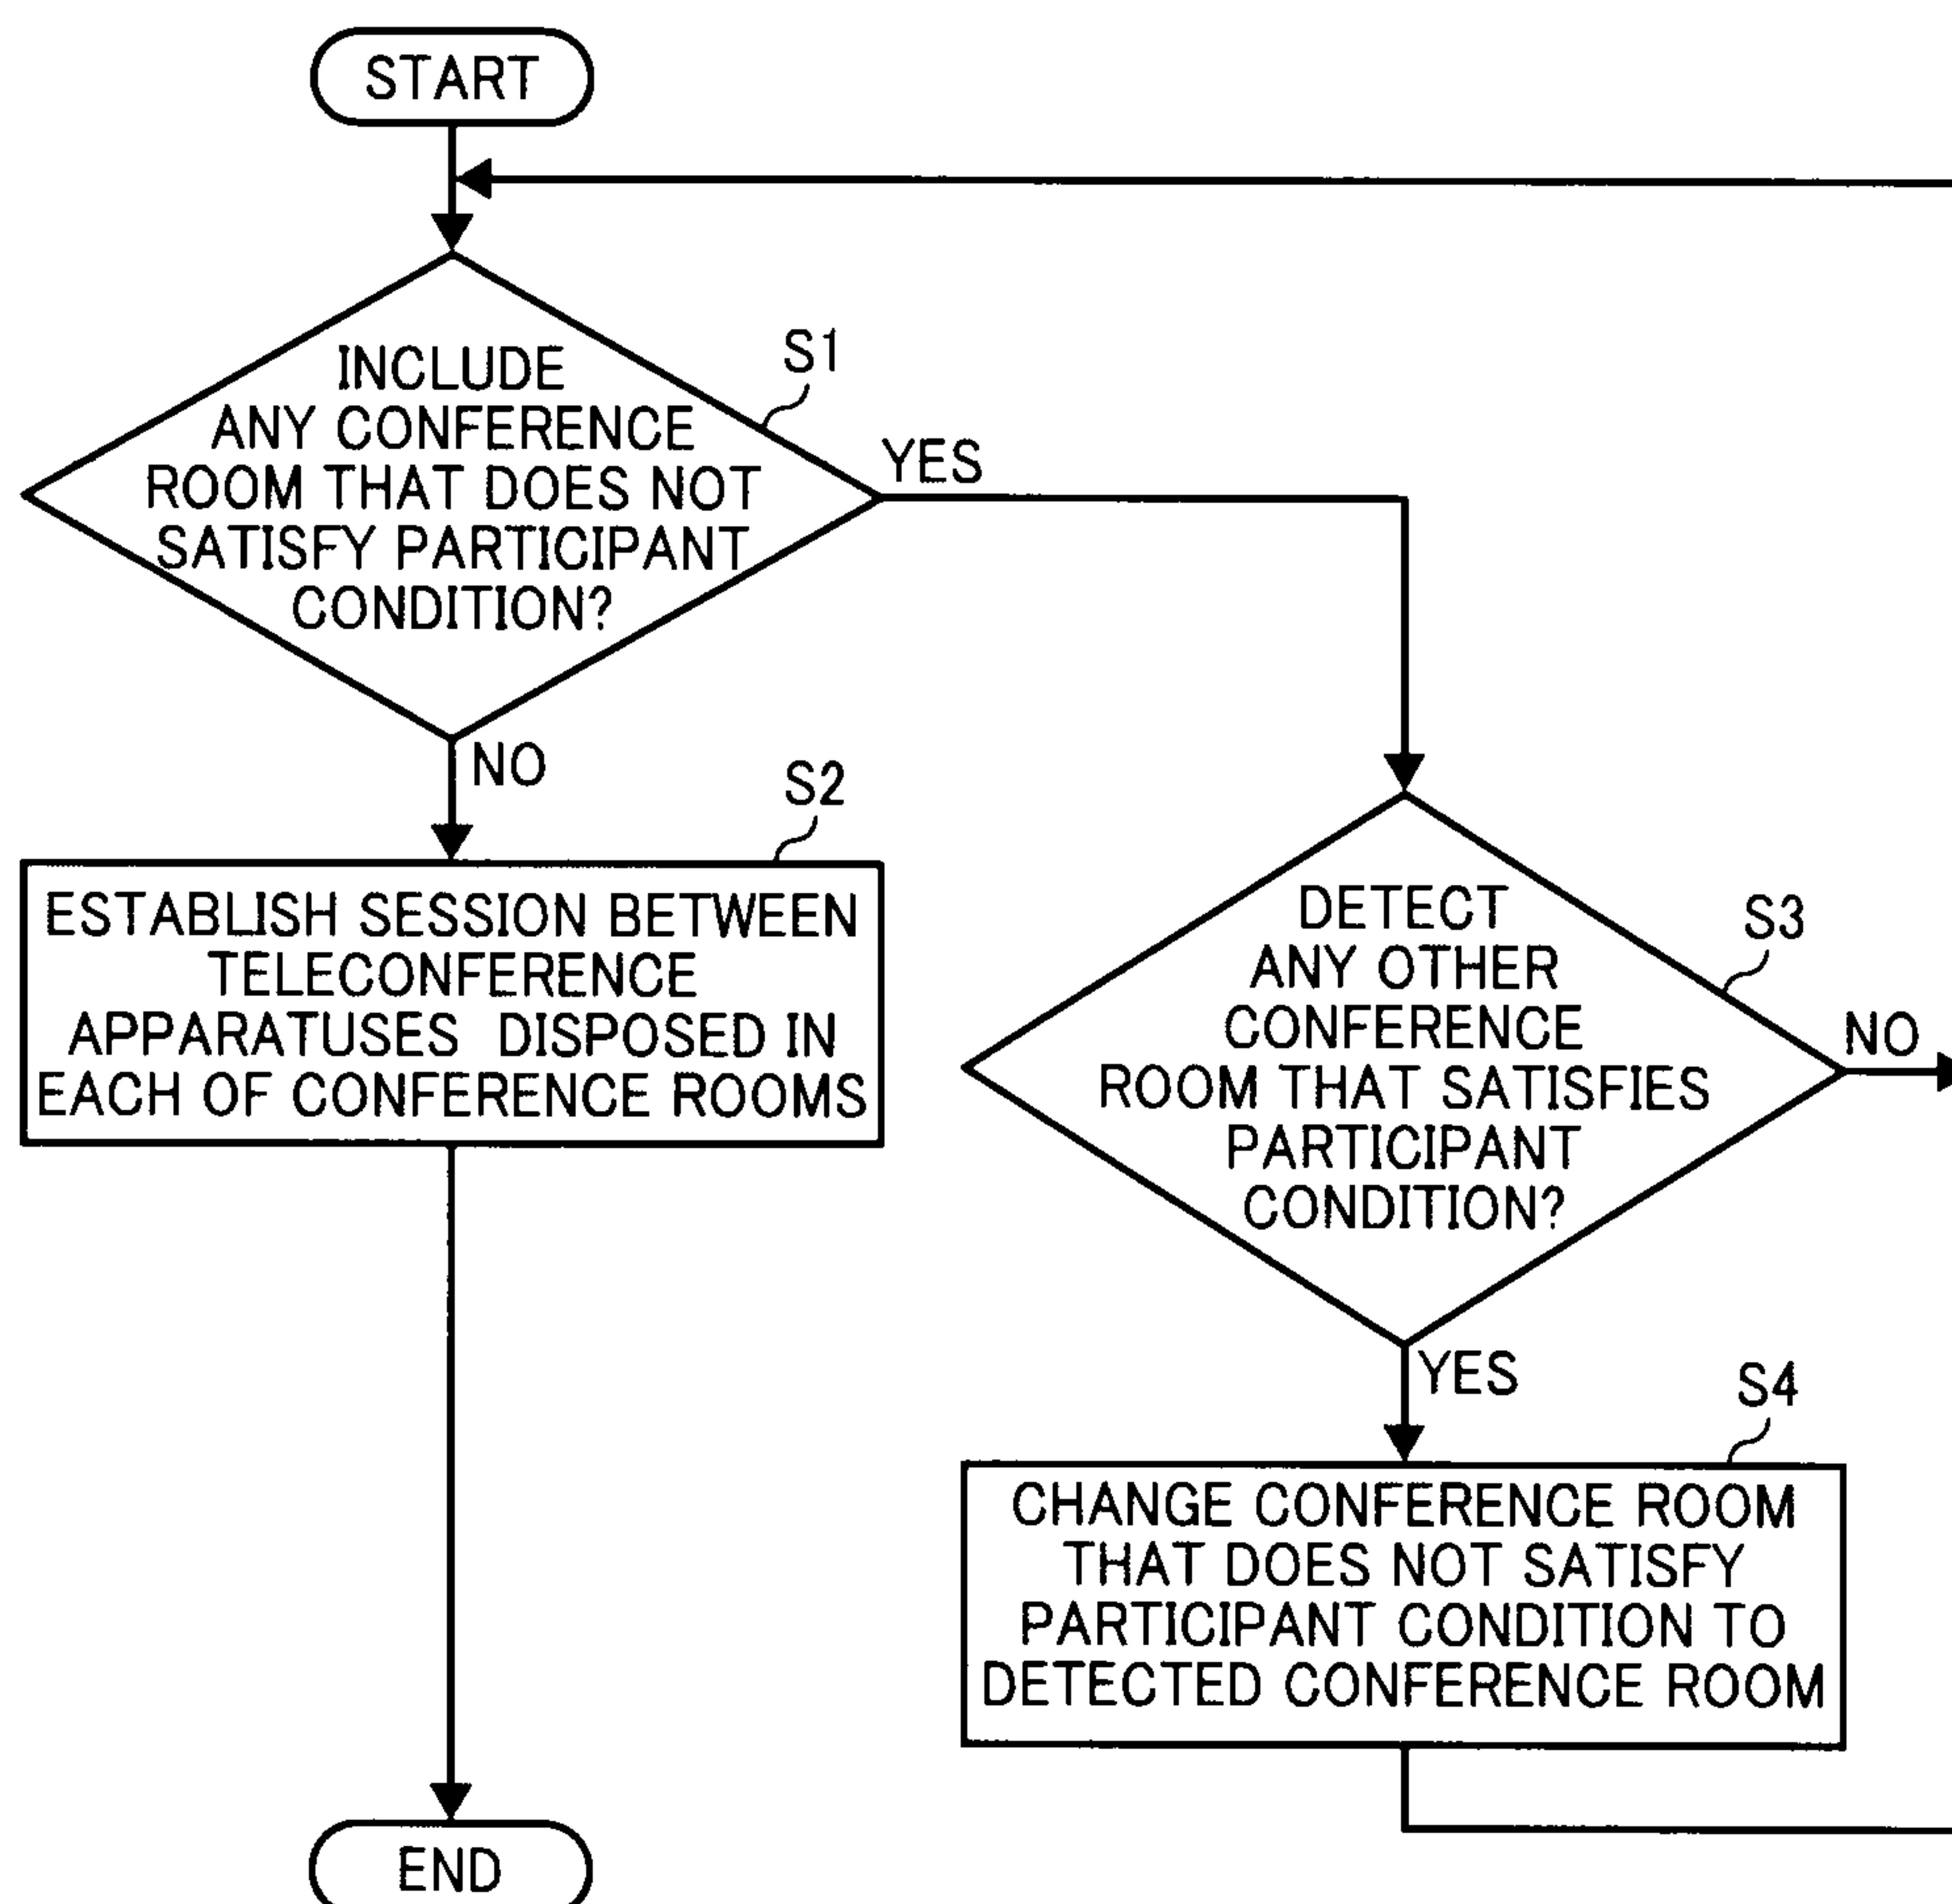 START
INCLUDE
ANY CONFERENCE
ROOM THAT DOES NOT
SATISFY PARTICIPANT
CONDITION?
S1
YES
NO
S2
ESTABLISH SESSION BETWEEN
TELECONFERENCE
APPARATUSES DISPOSED IN
EACH OF CONFERENCE ROOMS
DETECT
ANY OTHER
CONFERENCE
ROOM THAT SATISFIES
PARTICIPANT
CONDITION?
S3
NO
YES
S4
CHANGE CONFERENCE ROOM
THAT DOES NOT SATISFY
PARTICIPANT CONDITION TO
DETECTED CONFERENCE ROOM
END